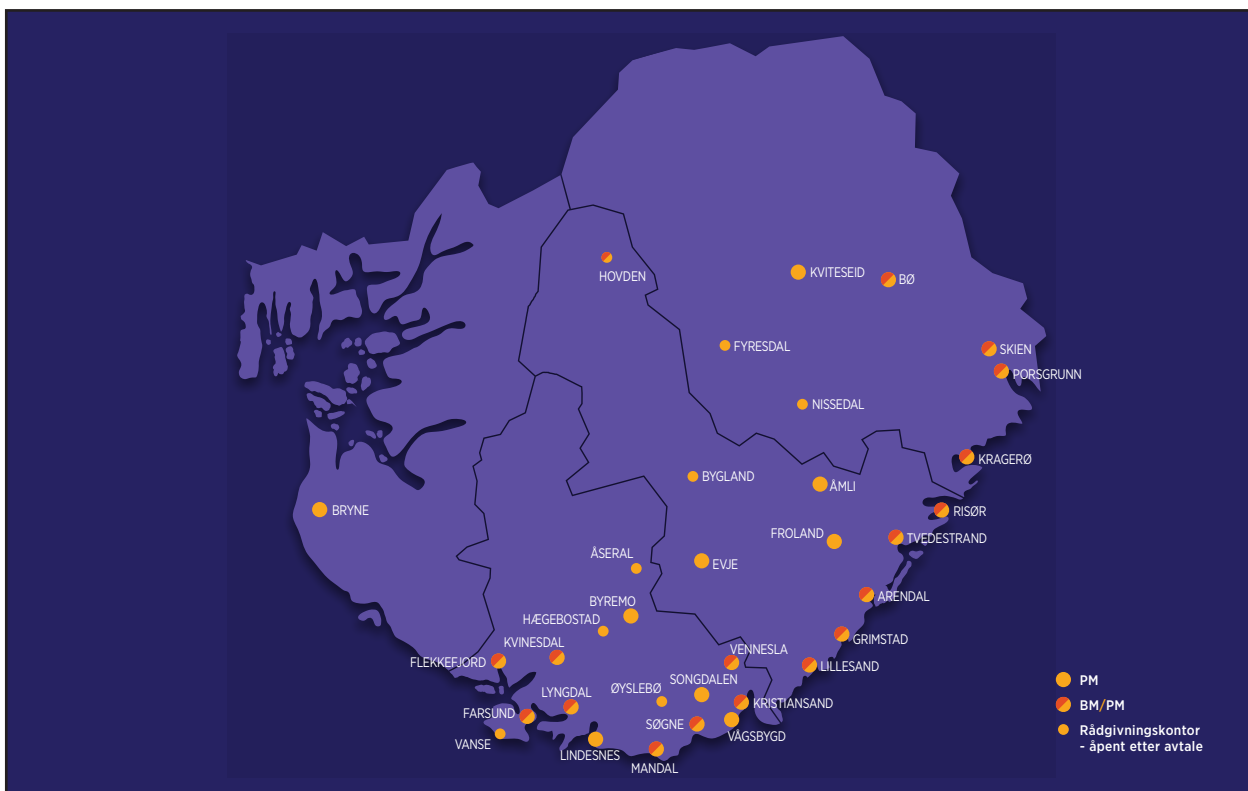 HOVDEN
KVITESEID
BØ
FYRESDAL
SKIEN
PORSGRUNN
NISSEDAL
KRAGERØ
BYGLAND
ÅMLI
BRYNE
RISØR
FROLAND
TVEDESTRAND
ÅSERAL
EVJE
BYREMO
ARENDAL
HÆGEBOSTAD
GRIMSTAD
KVINESDAL
VENNESLA
FLEKKEFJORD
LILLESAND
SONGDALEN
ØYSLEBØ
LYNGDAL
KRISTIANSAND
FARSUND
SØGNE
VÅGSBYGD
VANSE
LINDESNES
MANDAL
PM
BM/PM
Rådgivningskontor
- åpent etter avtale